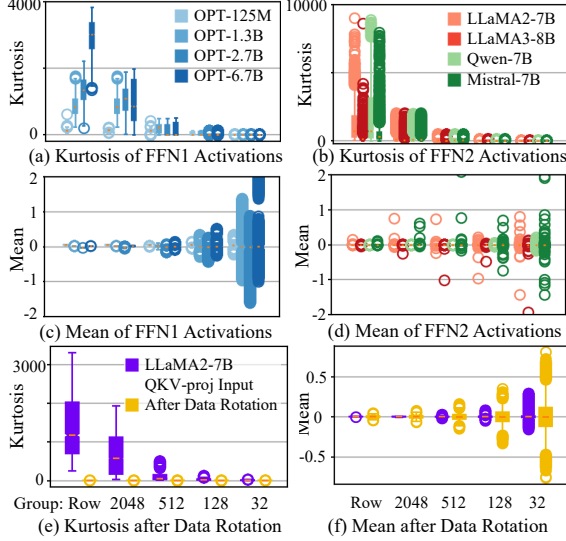 4000
Kurtosis
0
OPT-125M
OPT-1.3B
OPT-2.7B
OPT-6.7B
(a) Kurtosis of FFN1 Activations
10000
Kurtosis
0
LLaMA2-7B
LLaMA3-8B
Qwen-7B
Mistral-7B
(b) Kurtosis of FFN2 Activations
2
1
0
-1
-2
Mean
(c) Mean of FFN1 Activations
2
1
0
-1
-2
Mean
(d) Mean of FFN2 Activations
3000
Kurtosis
0
LLaMA2-7B
QKV-proj Input
After Data Rotation
Group: Row 2048 512 128 32
(e) Kurtosis after Data Rotation
0.5
0.0
-0.5
Mean
Row 2048 512 128 32
(f) Mean after Data Rotation